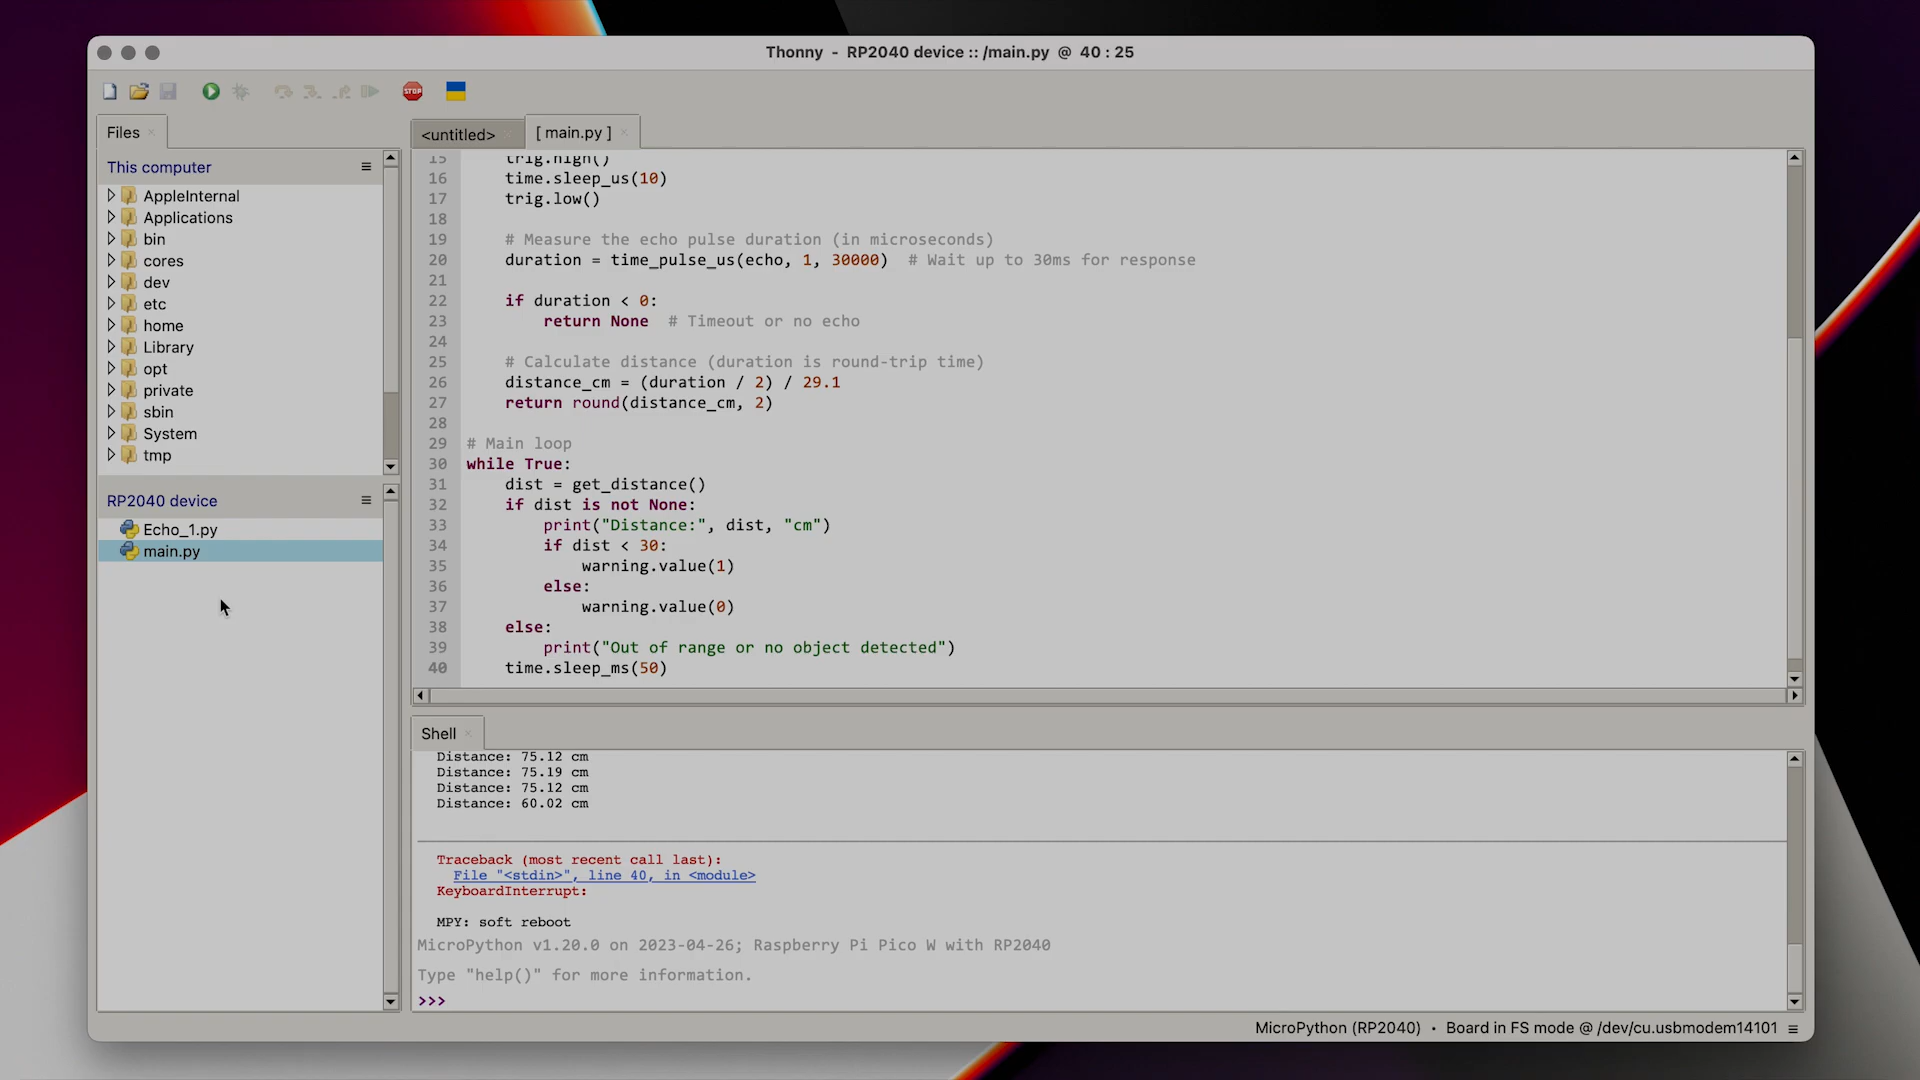 Thonny - RP2040 device :: /main.py @ 40 : 25
STOP
Files
<untitled>
[ main.py ]
This computer
AppleInternal
Applications
bin
cores
dev
etc
home
Library
opt
private
sbin
System
tmp
RP2040 device
Echo_1.py
main.py
15 trig.high()
16 time.sleep_us(10)
17 trig.low()
18
19 # Measure the echo pulse duration (in microseconds)
20 duration = time_pulse_us(echo, 1, 30000)  # Wait up to 30ms for response
21
22 if duration < 0:
23 return None  # Timeout or no echo
24
25 # Calculate distance (duration is round-trip time)
26 distance_cm = (duration / 2) / 29.1
27 return round(distance_cm, 2)
28
29 # Main loop
30 while True:
31 dist = get_distance()
32 if dist is not None:
33 print("Distance:", dist, "cm")
34 if dist < 30:
35 warning.value(1)
36 else:
37 warning.value(0)
38 else:
39 print("Out of range or no object detected")
40 time.sleep_ms(50)
Shell
Distance: 75.12 cm
Distance: 75.19 cm
Distance: 75.12 cm
Distance: 60.02 cm
Traceback (most recent call last):
File "<stdin>", line 40, in <module>
KeyboardInterrupt:
MPY: soft reboot
MicroPython v1.20.0 on 2023-04-26; Raspberry Pi Pico W with RP2040
Type "help()" for more information.
>>>
MicroPython (RP2040) • Board in FS mode @ /dev/cu.usbmodem14101